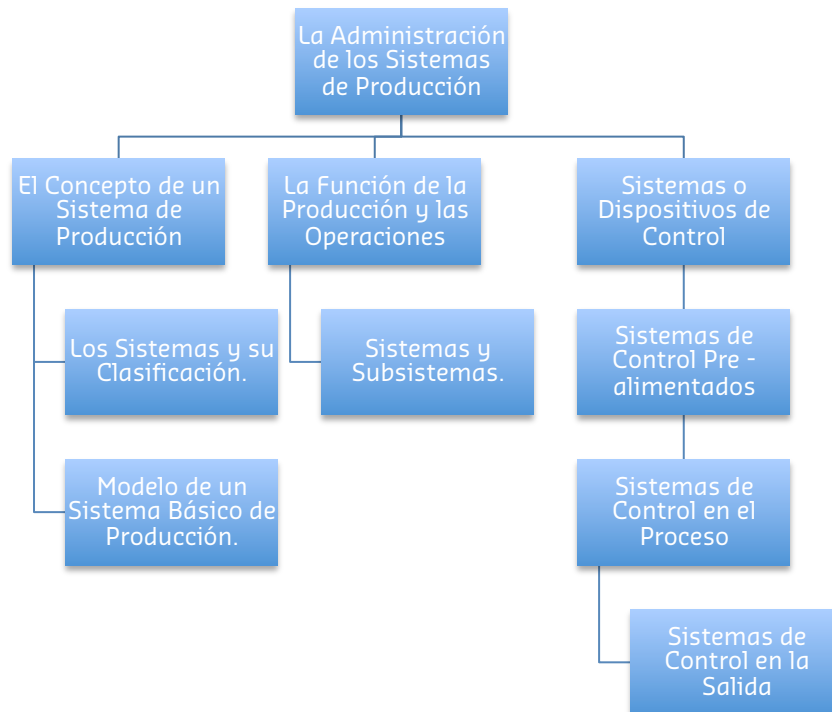 La Administración
de los Sistemas
de Producción
El Concepto de un
Sistema de
Producción
La Función de la
Producción y las
Operaciones
Sistemas o
Dispositivos de
Control
Los Sistemas y su
Clasificación.
Sistemas y
Subsistemas.
Sistemas de
Control Pre -
alimentados
Modelo de un
Sistema Básico de
Producción.
Sistemas de
Control en el
Proceso
Sistemas de
Control en la
Salida